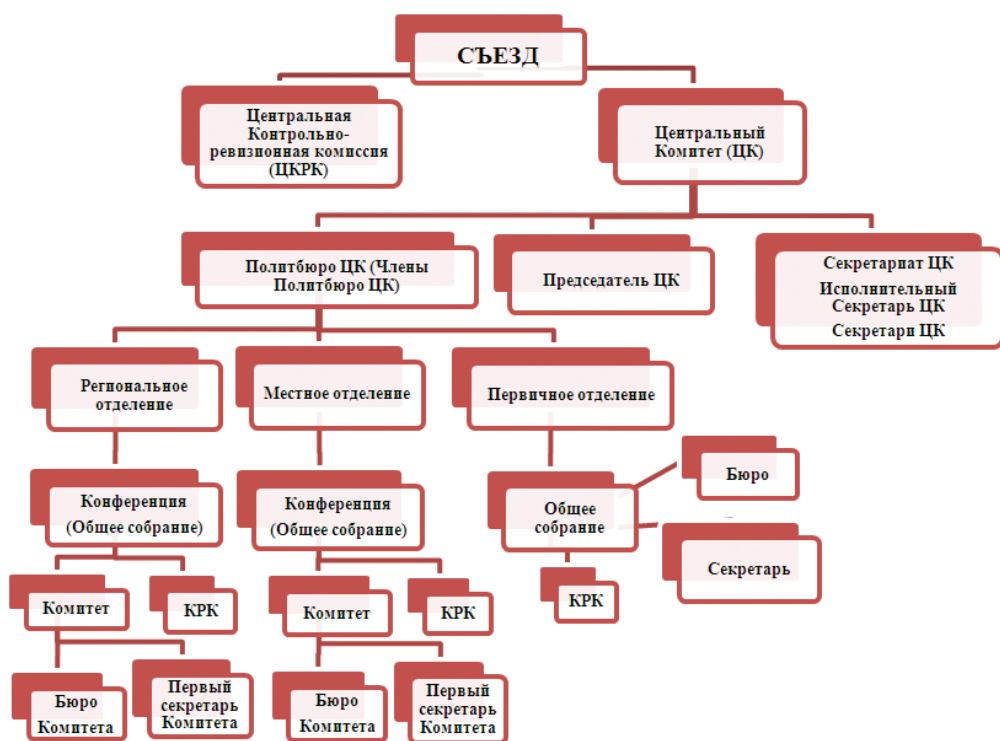 СЪЕЗД
Центральная
Контрольно-
ревизионная комиссия
(ЦКРК)
Центральный
Комитет (ЦК)
Политбюро ЦК (Члены
Политбюро ЦК)
Председатель ЦК
Секретариат ЦК
Исполнительный
Секретарь ЦК
Секретари ЦК
Региональное
отделение
Местное отделение
Первичное отделение
Бюро
Конференция
(Общее собрание)
Конференция
(Общее собрание)
Общее
собрание
Секретарь
Комитет
КРК
Комитет
КРК
КРК
Бюро
Комитета
Первый
секретарь
Комитета
Бюро
Комитета
Первый
секретарь
Комитета